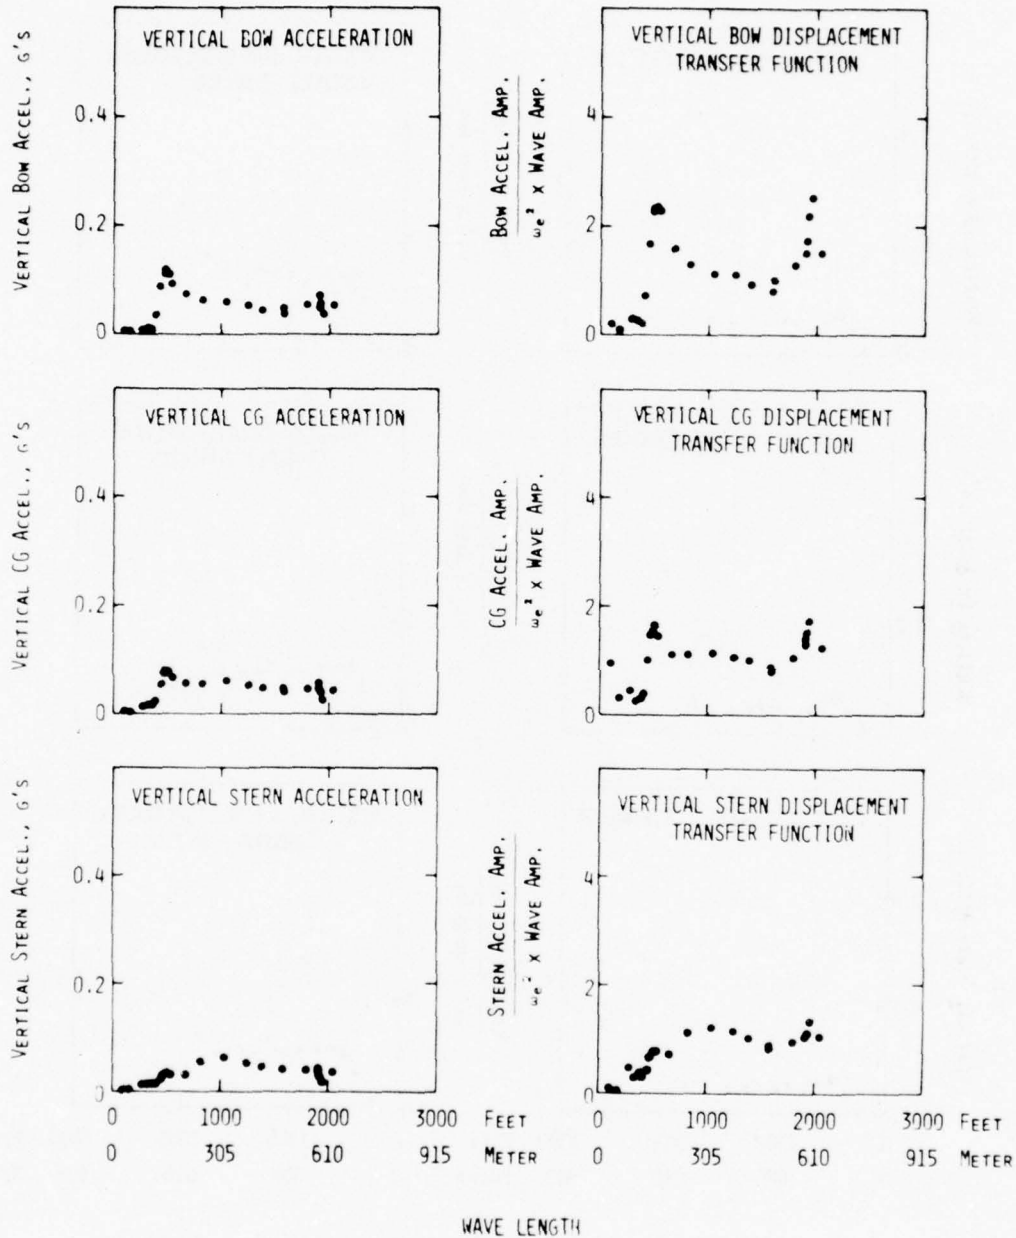 VERTICAL BOW ACCELERATION
VERTICAL BOW ACCEL., G'S
0.4
0.2
0
VERTICAL BOW DISPLACEMENT
TRANSFER FUNCTION
BOW ACCEL. AMP.
ωe² x WAVE AMP.
4
2
0
VERTICAL CG ACCELERATION
VERTICAL CG ACCEL., G'S
0.4
0.2
0
VERTICAL CG DISPLACEMENT
TRANSFER FUNCTION
CG ACCEL. AMP.
ωe² x WAVE AMP.
4
2
0
VERTICAL STERN ACCELERATION
VERTICAL STERN ACCEL., G'S
0.4
0.2
0
VERTICAL STERN DISPLACEMENT
TRANSFER FUNCTION
STERN ACCEL. AMP.
ωe² x WAVE AMP.
4
2
0
0 1000 2000 3000 FEET
0 305 610 915 METER
0 1000 2000 3000 FEET
0 305 610 915 METER
WAVE LENGTH